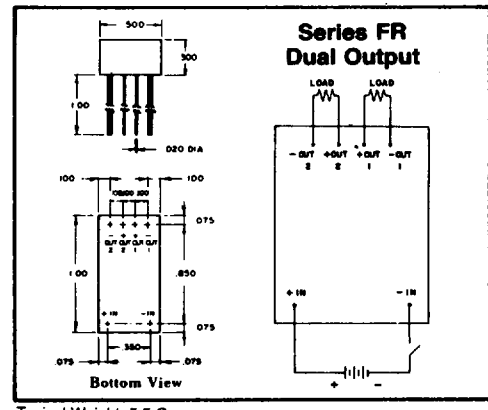 Series FR
Dual Output
.500
.300
1.00
.020 DIA
LOAD LOAD
-OUT +OUT +OUT -OUT
2 2 1 1
.100 .100
.100 .100 .100
.075
- + + -
OUT OUT OUT OUT
2 2 1 1
1.00
.850
+ IN - IN
.075
.075 .350 .075
Bottom View
+ IN - IN
+ -